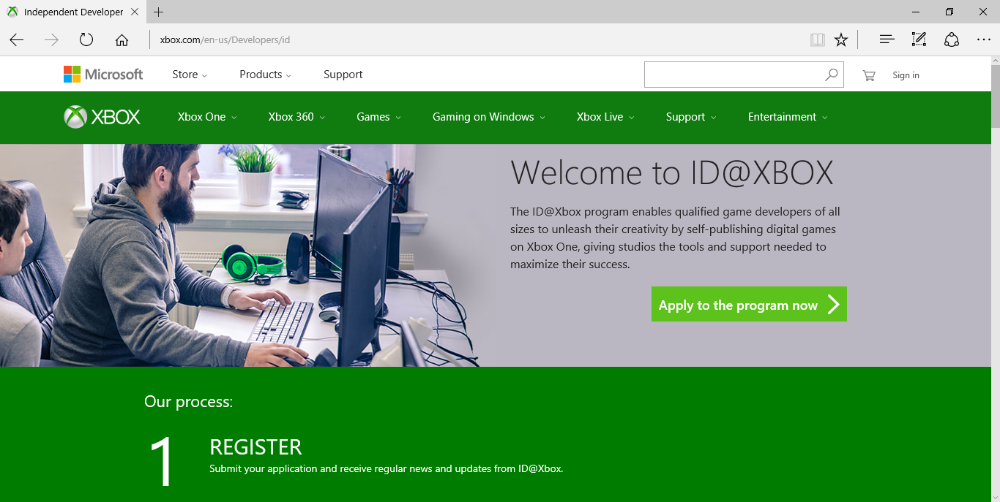 Independent Developer
xbox.com/en-us/Developers/id
Microsoft Store Products Support Sign in
XBOX Xbox One Xbox 360 Games Gaming on Windows Xbox Live Support Entertainment
Welcome to ID@XBOX
The ID@Xbox program enables qualified game developers of all
sizes to unleash their creativity by self-publishing digital games
on Xbox One, giving studios the tools and support needed to
maximize their success.
Apply to the program now
Our process:
1 REGISTER
Submit your application and receive regular news and updates from ID@Xbox.